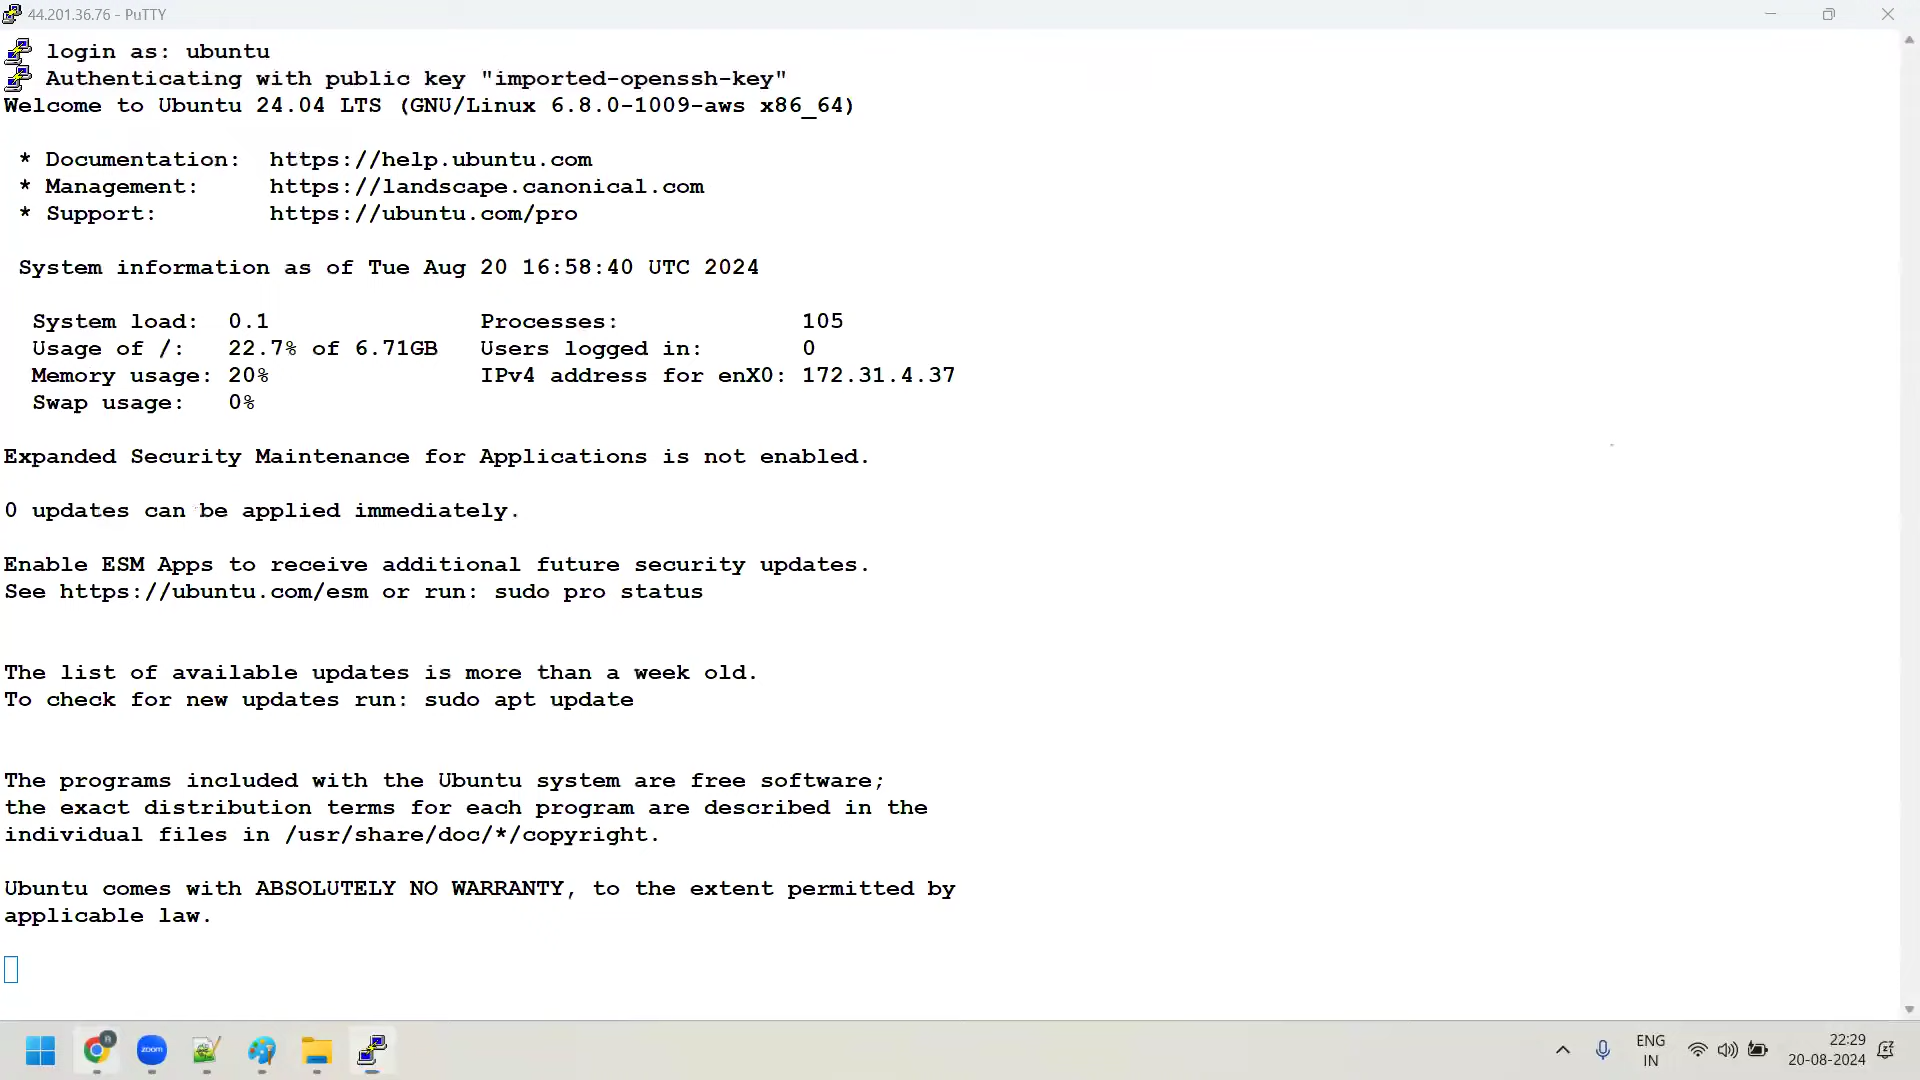 44.201.36.76 - PuTTY
login as: ubuntu
Authenticating with public key "imported-openssh-key"
Welcome to Ubuntu 24.04 LTS (GNU/Linux 6.8.0-1009-aws x86_64)
* Documentation:  https://help.ubuntu.com
* Management:     https://landscape.canonical.com
* Support:        https://ubuntu.com/pro
System information as of Tue Aug 20 16:58:40 UTC 2024
System load:  0.1               Processes:             105
Usage of /:   22.7% of 6.71GB   Users logged in:       0
Memory usage: 20%               IPv4 address for enX0: 172.31.4.37
Swap usage:   0%
Expanded Security Maintenance for Applications is not enabled.
0 updates can be applied immediately.
Enable ESM Apps to receive additional future security updates.
See https://ubuntu.com/esm or run: sudo pro status
The list of available updates is more than a week old.
To check for new updates run: sudo apt update
The programs included with the Ubuntu system are free software;
the exact distribution terms for each program are described in the
individual files in /usr/share/doc/*/copyright.
Ubuntu comes with ABSOLUTELY NO WARRANTY, to the extent permitted by
applicable law.
zoom
ENG
IN
22:29
20-08-2024